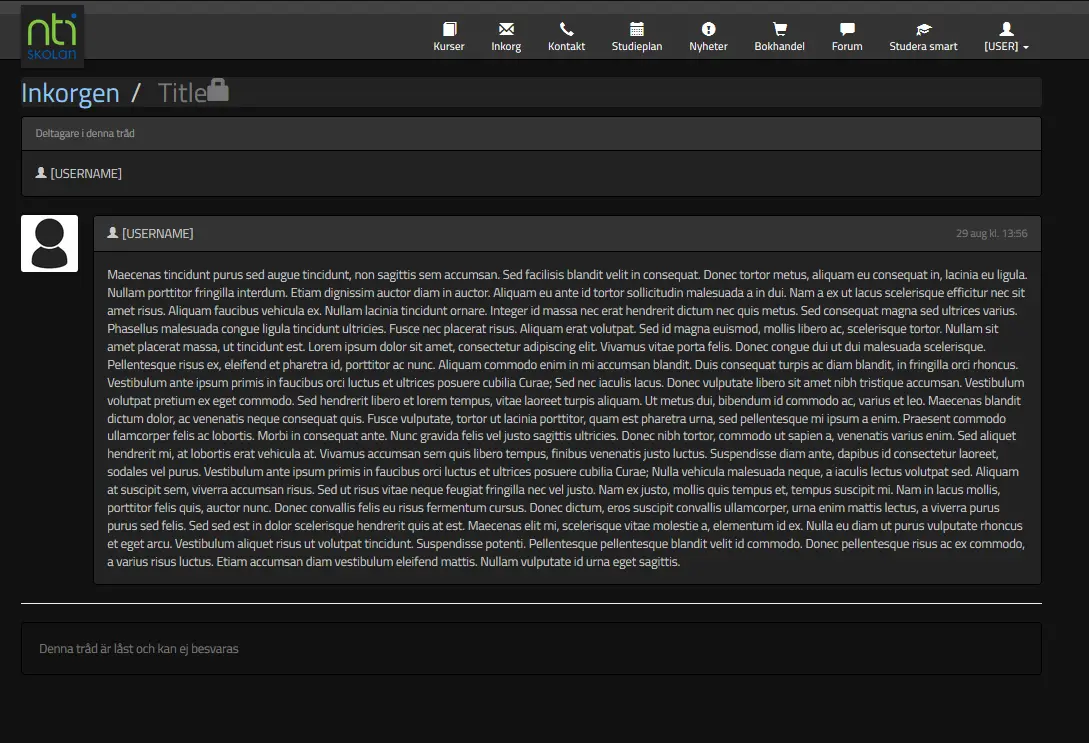 nti
SKOLAN
Kurser Inkorg Kontakt Studieplan Nyheter Bokhandel Forum Studera smart [USER]
Inkorgen / Title
Deltagare i denna tråd
[USERNAME]
[USERNAME] 29 aug kl. 13:56
Maecenas tincidunt purus sed augue tincidunt, non sagittis sem accumsan. Sed facilisis blandit velit in consequat. Donec tortor metus, aliquam eu consequat in, lacinia eu ligula.
Nullam porttitor fringilla interdum. Etiam dignissim auctor diam in auctor. Aliquam eu ante id tortor sollicitudin malesuada a in dui. Nam a ex ut lacus scelerisque efficitur nec sit
amet risus. Aliquam faucibus vehicula ex. Nullam lacinia tincidunt ornare. Integer id massa nec erat hendrerit dictum nec quis metus. Sed consequat magna sed ultrices varius.
Phasellus malesuada congue ligula tincidunt ultricies. Fusce nec placerat risus. Aliquam erat volutpat. Sed id magna euismod, mollis libero ac, scelerisque tortor. Nullam sit
amet placerat massa, ut tincidunt est. Lorem ipsum dolor sit amet, consectetur adipiscing elit. Vivamus vitae porta felis. Donec congue dui ut dui malesuada scelerisque.
Pellentesque risus ex, eleifend et pharetra id, porttitor ac nunc. Aliquam commodo enim in mi accumsan blandit. Duis consequat turpis ac diam blandit, in fringilla orci rhoncus.
Vestibulum ante ipsum primis in faucibus orci luctus et ultrices posuere cubilia Curae; Sed nec iaculis lacus. Donec vulputate libero sit amet nibh tristique accumsan. Vestibulum
volutpat pretium ex eget commodo. Sed hendrerit libero et lorem tempus, vitae laoreet turpis aliquam. Ut metus dui, bibendum id commodo ac, varius et leo. Maecenas blandit
dictum dolor, ac venenatis neque consequat quis. Fusce vulputate, tortor ut lacinia porttitor, quam est pharetra urna, sed pellentesque mi ipsum a enim. Praesent commodo
ullamcorper felis ac lobortis. Morbi in consequat ante. Nunc gravida felis vel justo sagittis ultricies. Donec nibh tortor, commodo ut sapien a, venenatis varius enim. Sed aliquet
hendrerit mi, at lobortis erat vehicula at. Vivamus accumsan sem quis libero tempus, finibus venenatis justo luctus. Suspendisse diam ante, dapibus id consectetur laoreet,
sodales vel purus. Vestibulum ante ipsum primis in faucibus orci luctus et ultrices posuere cubilia Curae; Nulla vehicula malesuada neque, a iaculis lectus volutpat sed. Aliquam
at suscipit sem, viverra accumsan risus. Sed ut risus vitae neque feugiat fringilla nec vel justo. Nam ex justo, mollis quis tempus et, tempus suscipit mi. Nam in lacus mollis,
porttitor felis quis, auctor nunc. Donec convallis felis eu risus fermentum cursus. Donec dictum, eros suscipit convallis ullamcorper, urna enim mattis lectus, a viverra purus
purus sed felis. Sed sed est in dolor scelerisque hendrerit quis at est. Maecenas elit mi, scelerisque vitae molestie a, elementum id ex. Nulla eu diam ut purus vulputate rhoncus
et eget arcu. Vestibulum aliquet risus ut volutpat tincidunt. Suspendisse potenti. Pellentesque pellentesque blandit velit id commodo. Donec pellentesque risus ac ex commodo,
a varius risus luctus. Etiam accumsan diam vestibulum eleifend mattis. Nullam vulputate id urna eget sagittis.
Denna tråd är låst och kan ej besvaras